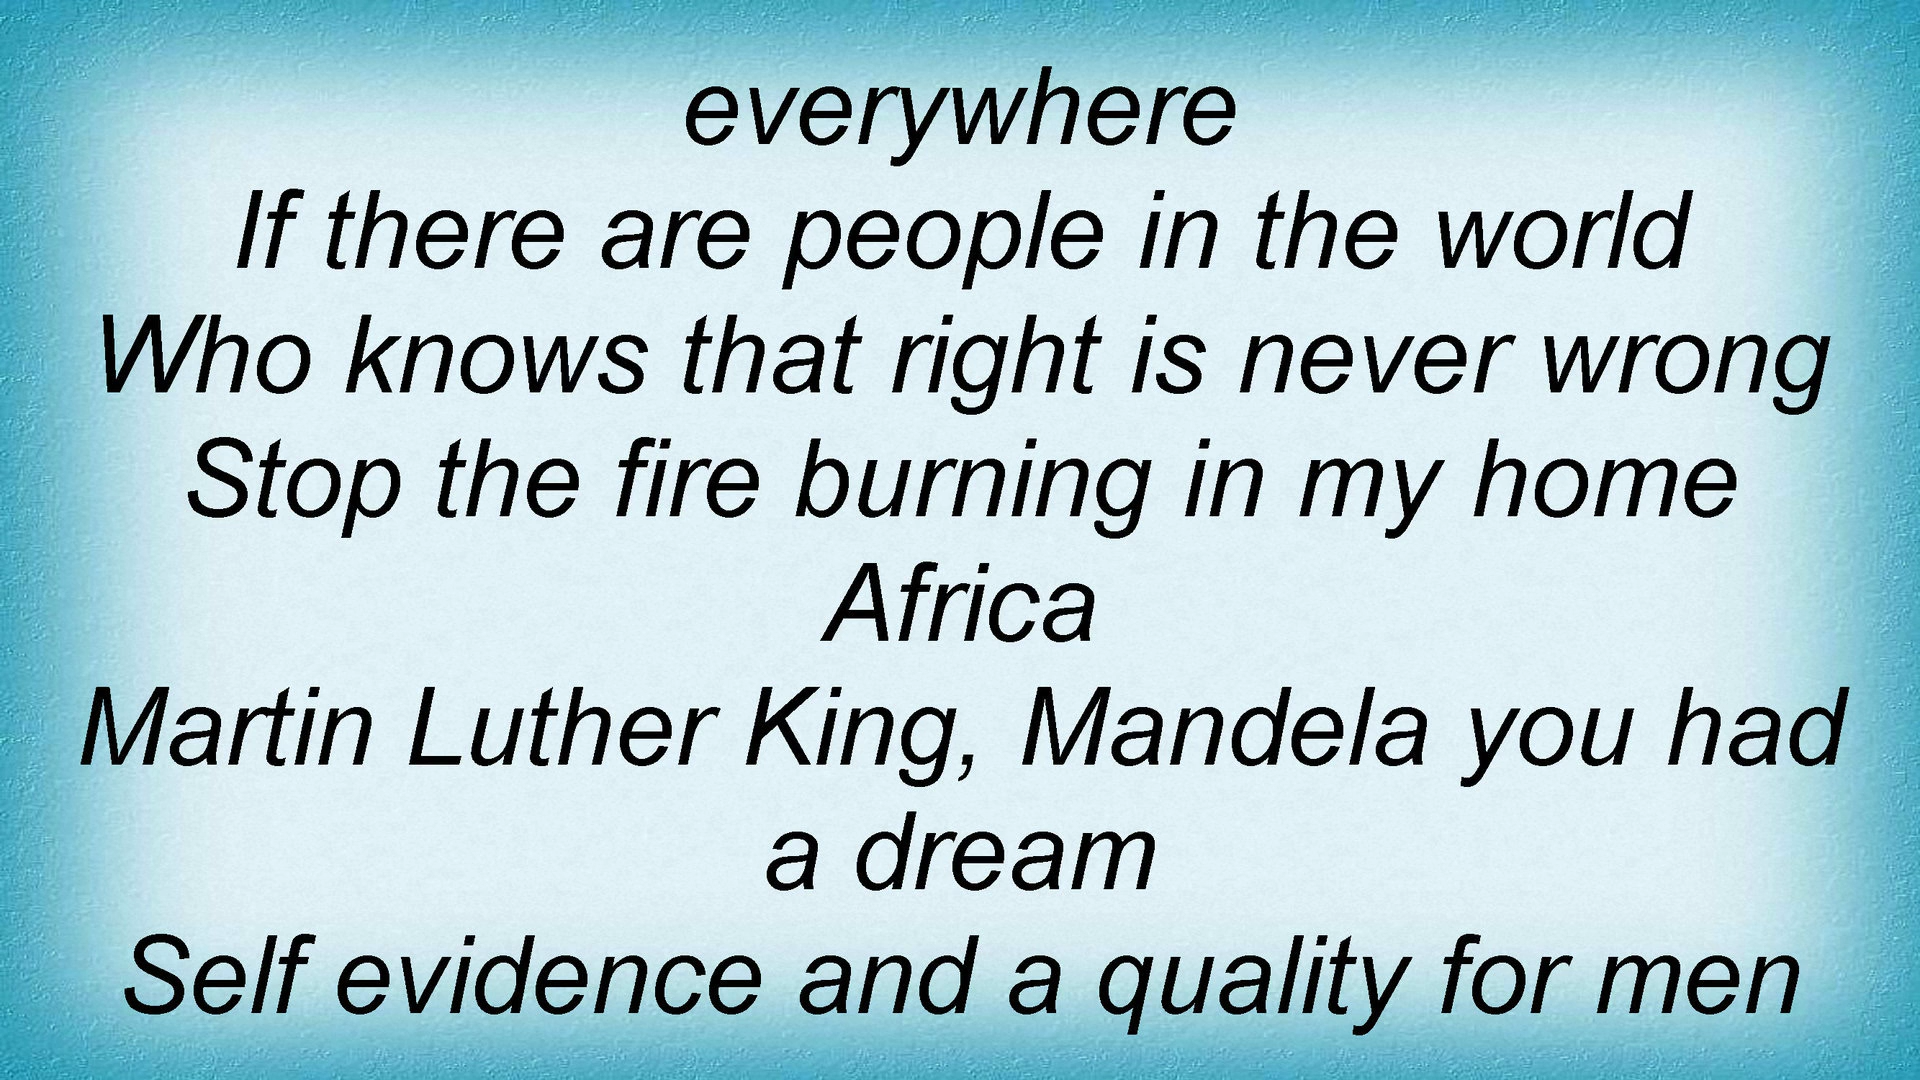 everywhere
If there are people in the world
Who knows that right is never wrong
Stop the fire burning in my home
Africa
Martin Luther King, Mandela you had
a dream
Self evidence and a quality for men